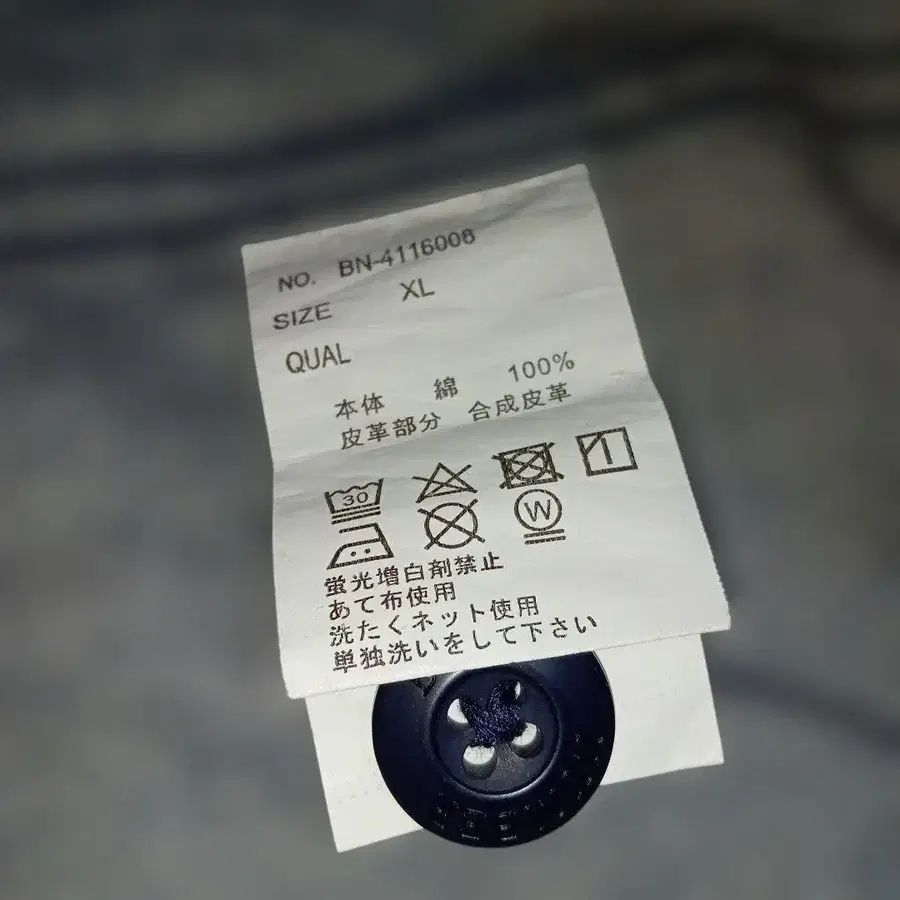 NO. BN-4116008
SIZE XL
QUAL
本体 綿 100%
皮革部分 合成皮革
30
W
蛍光増白剤禁止
あて布使用
洗たくネット使用
単独洗いをして下さい